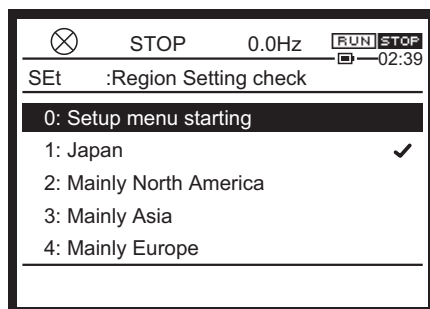 STOP 0.0Hz RUN STOP
02:39
SEt :Region Setting check
0: Setup menu starting
1: Japan
2: Mainly North America
3: Mainly Asia
4: Mainly Europe